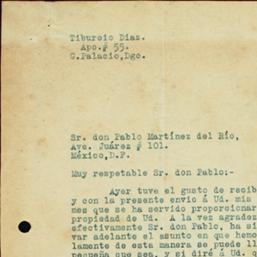 Tiburcio Diaz.
Apo.# 55.
G.Palacio,Dgo.
Sr. don Pablo Martínez del Río,
Ave. Juárez # 101.
México,D.F.
Muy respetable Sr. don Pablo:-
Ayer tuve el gusto de recib
y con la presente envio á Ud. mis
mes que se ha servido proporcionar
propiedad de Ud. A la vez agradez
efectivamente Sr. don Pablo, ha si
var adelante el asunto en que hemo
lamente de esta manera se puede ll
pequeña que sea, y si diré á Ud. q